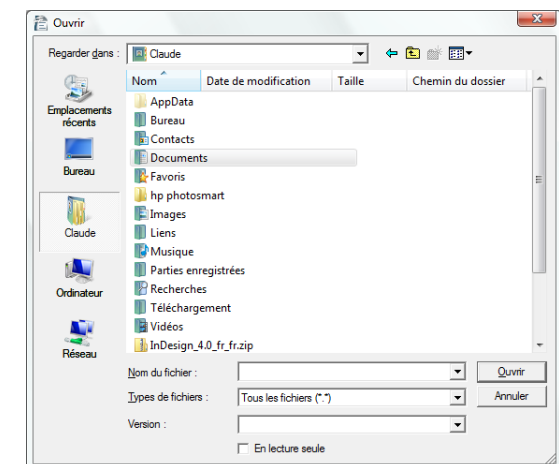 Ouvrir
Regarder dans :
Claude
Nom
Date de modification
Taille
Chemin du dossier
Emplacements
récents
Bureau
Claude
Ordinateur
Réseau
AppData
Bureau
Contacts
Documents
Favoris
hp photosmart
Images
Liens
Musique
Parties enregistrées
Recherches
Téléchargement
Vidéos
InDesign_4.0_fr_fr.zip
Nom du fichier :
Ouvrir
Types de fichiers :
Tous les fichiers (*.*)
Annuler
Version :
En lecture seule